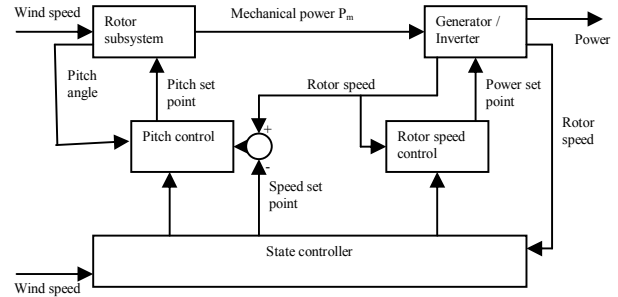 Wind speed
Rotor
subsystem
Mechanical power Pm
Generator /
Inverter
Power
Pitch
angle
Pitch set
point
Rotor speed
Power set
point
Rotor
speed
Pitch control
+
-
Rotor speed
control
Speed set
point
State controller
Wind speed